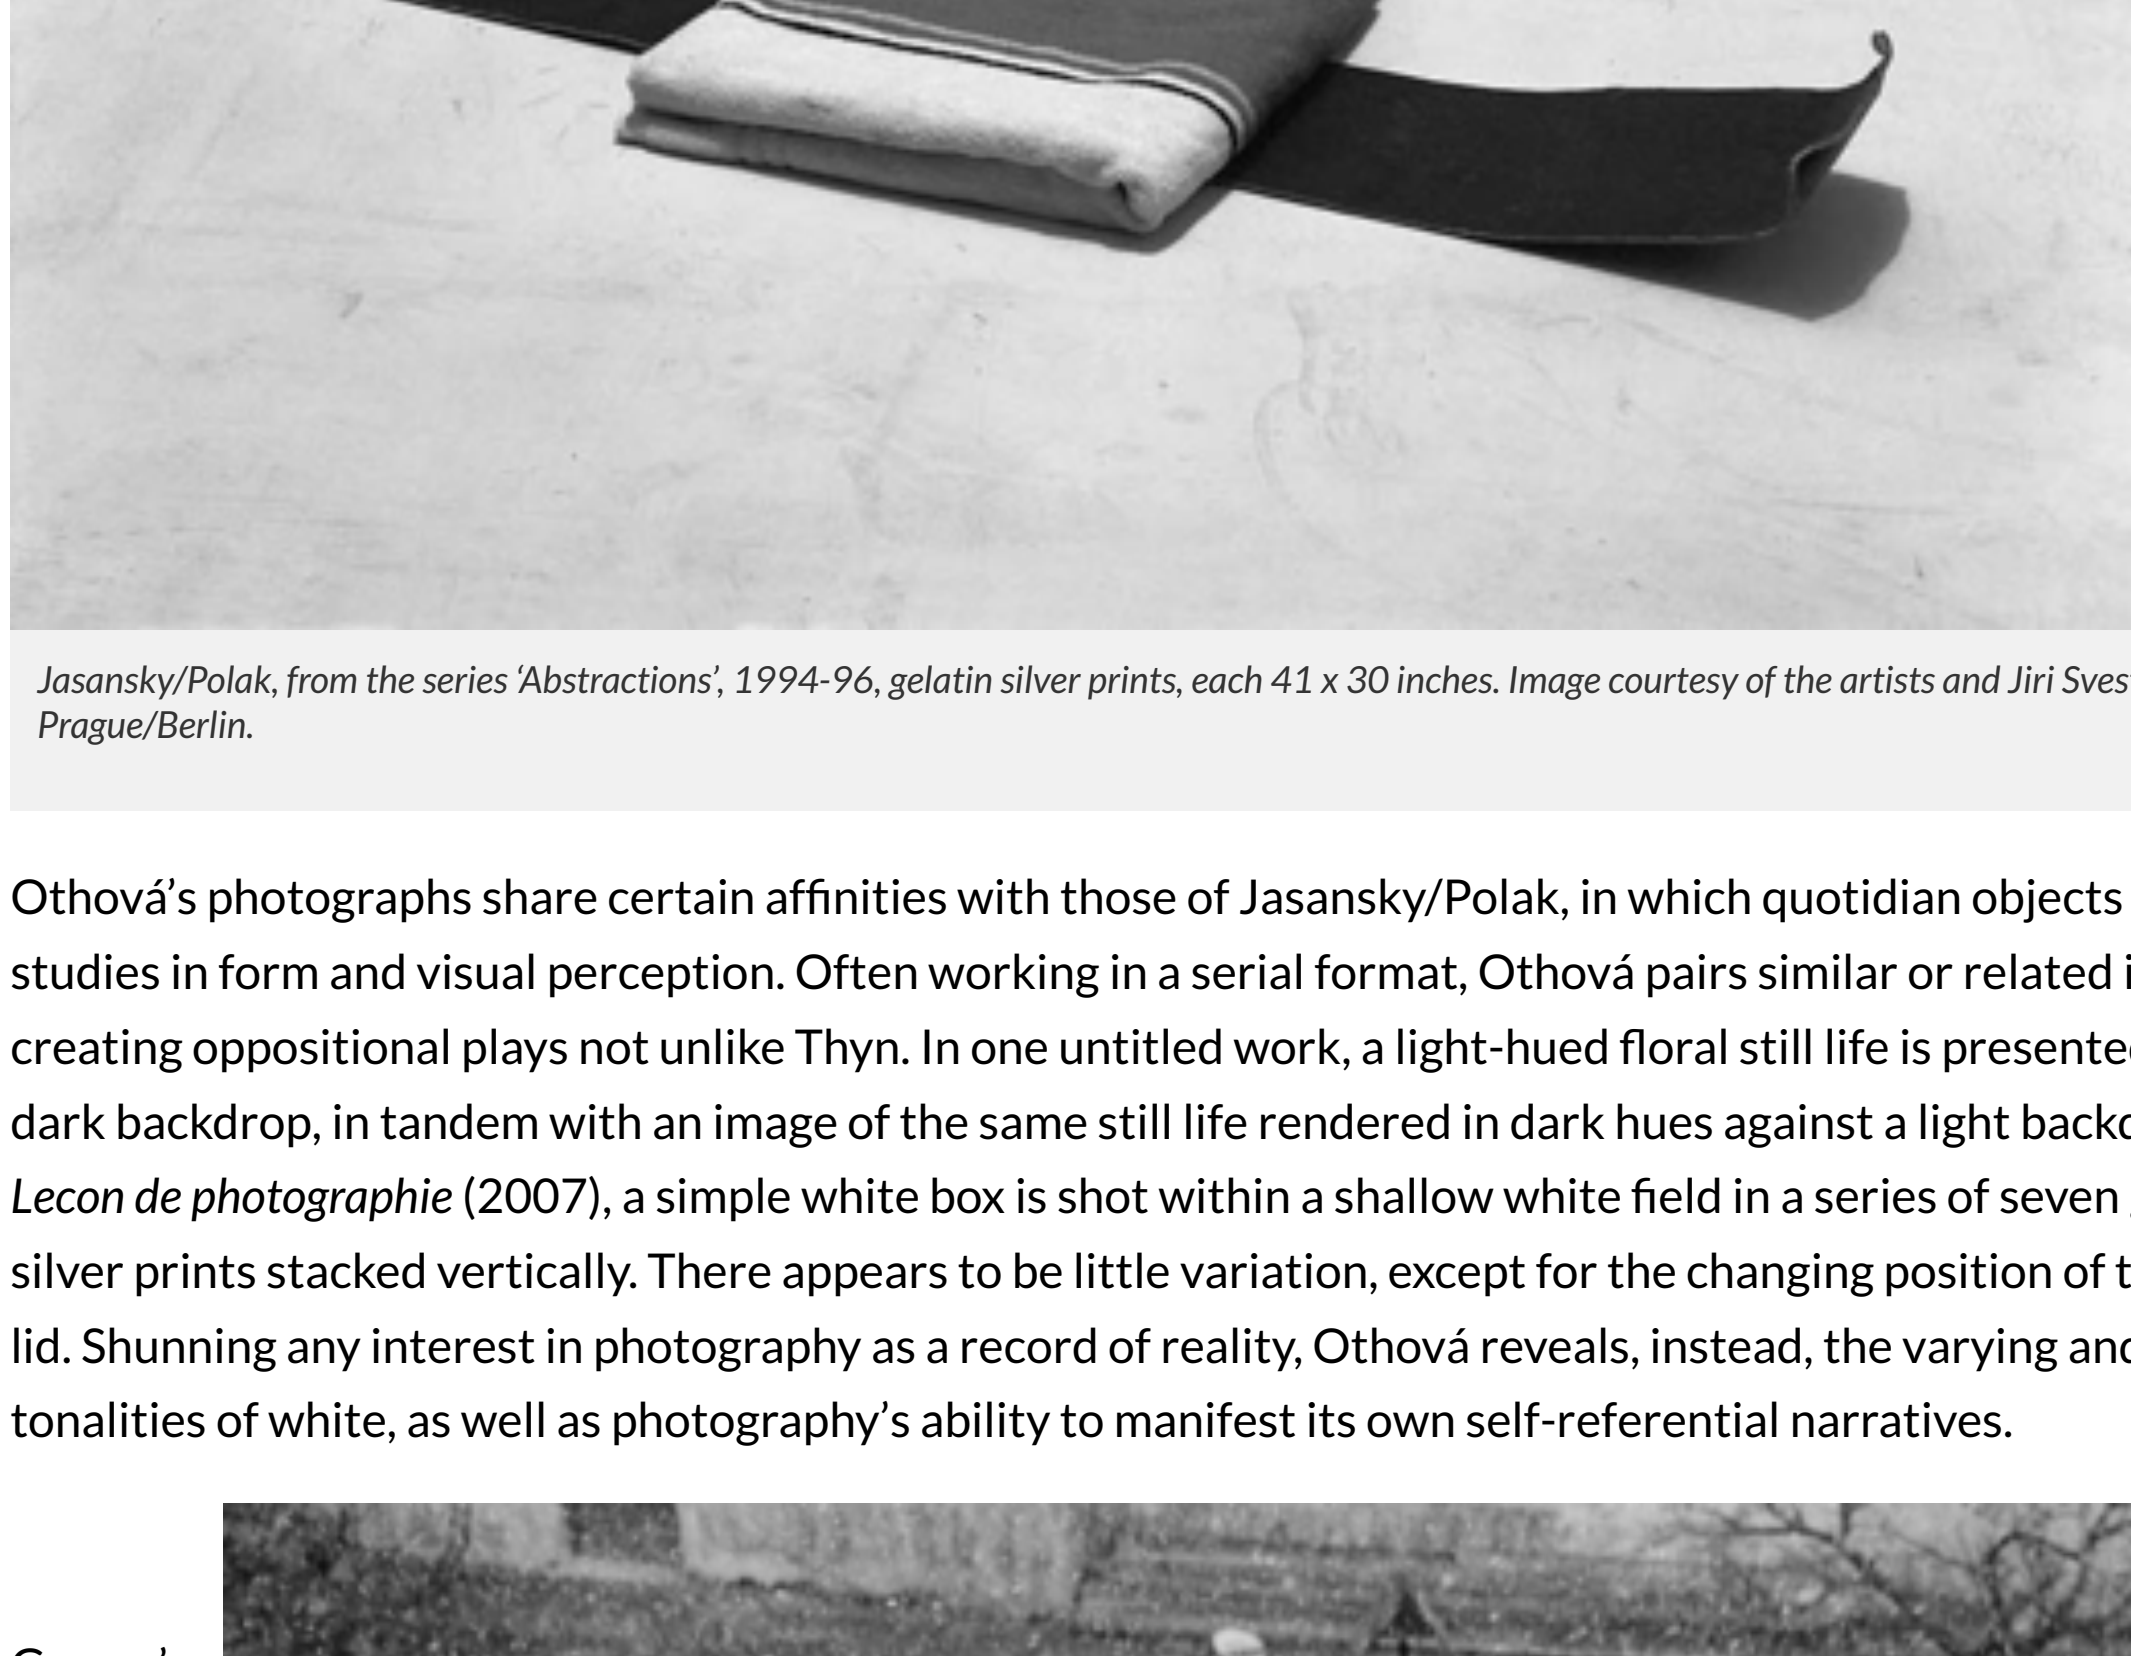 Jasansky/Polak, from the series ‘Abstractions’, 1994-96, gelatin silver prints, each 41 x 30 inches. Image courtesy of the artists and Jiri
Prague/Berlin.
Othová’s photographs share certain affinities with those of Jasansky/Polak, in which quotidian objects
studies in form and visual perception. Often working in a serial format, Othová pairs similar or related
creating oppositional plays not unlike Thyn. In one untitled work, a light-hued floral still life is
dark backdrop, in tandem with an image of the same still life rendered in dark hues against a light
Lecon de photographie (2007), a simple white box is shot within a shallow white field in a series of seven
silver prints stacked vertically. There appears to be little variation, except for the changing position of
lid. Shunning any interest in photography as a record of reality, Othová reveals, instead, the varying
tonalities of white, as well as photography’s ability to manifest its own self-referential narratives.